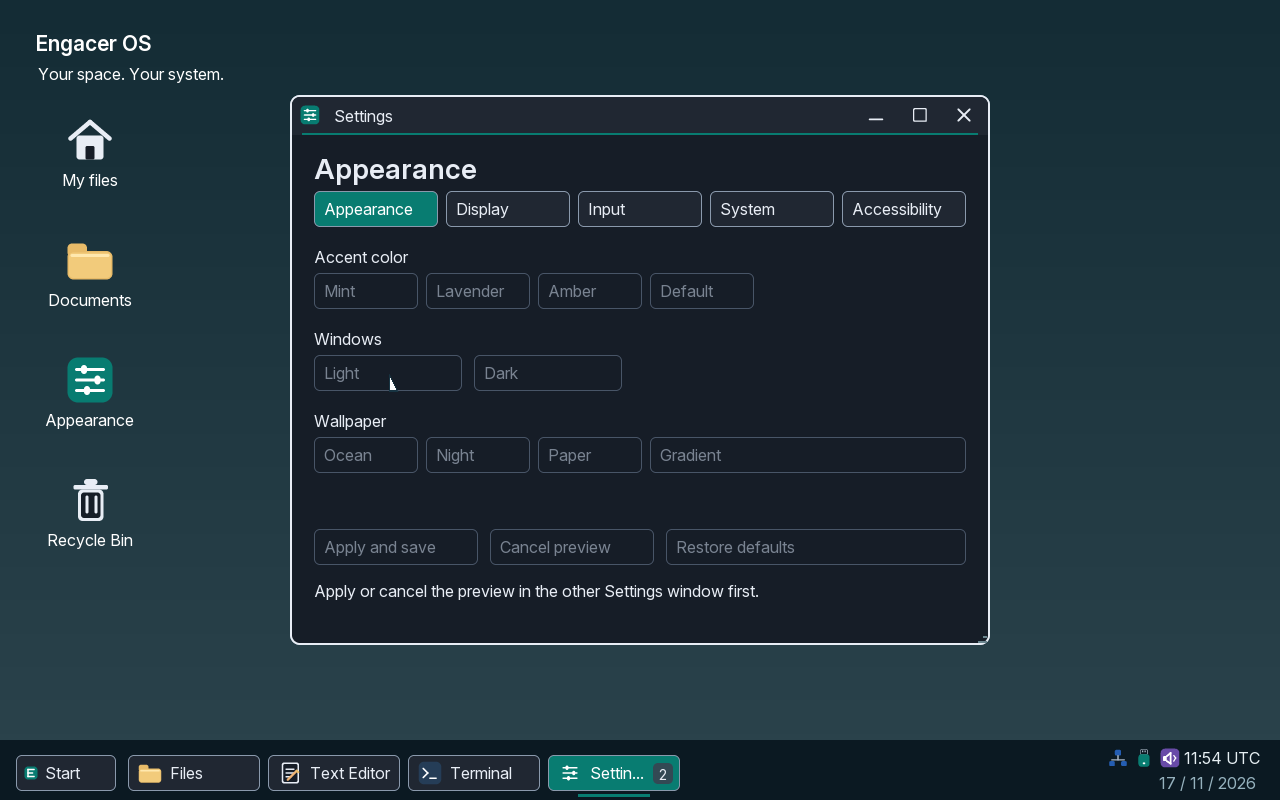 Engacer OS
Your space. Your system.
My files
Documents
Appearance
Recycle Bin
Settings
Appearance
Appearance Display Input System Accessibility
Accent color
Mint Lavender Amber Default
Windows
Light Dark
Wallpaper
Ocean Night Paper Gradient
Apply and save Cancel preview Restore defaults
Apply or cancel the preview in the other Settings window first.
E Start Files Text Editor Terminal Settin... 2
11:54 UTC
17 / 11 / 2026